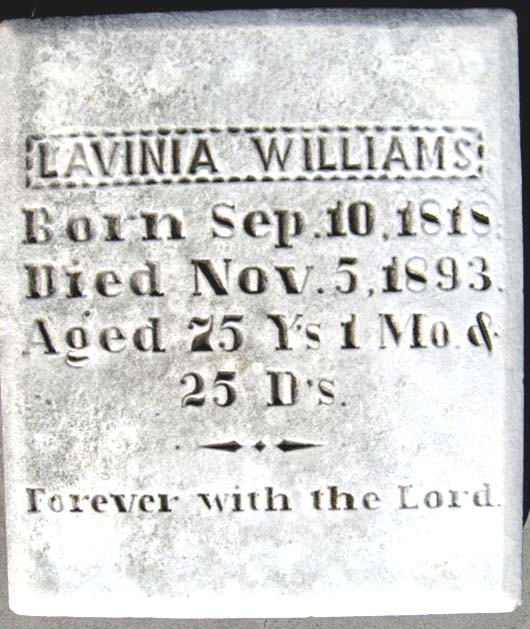 LAVINIA WILLIAMS
Born Sep. 10, 1818.
Died Nov. 5, 1893.
Aged 75 Ys 1 Mo. &
25 D's.
Forever with the Lord.